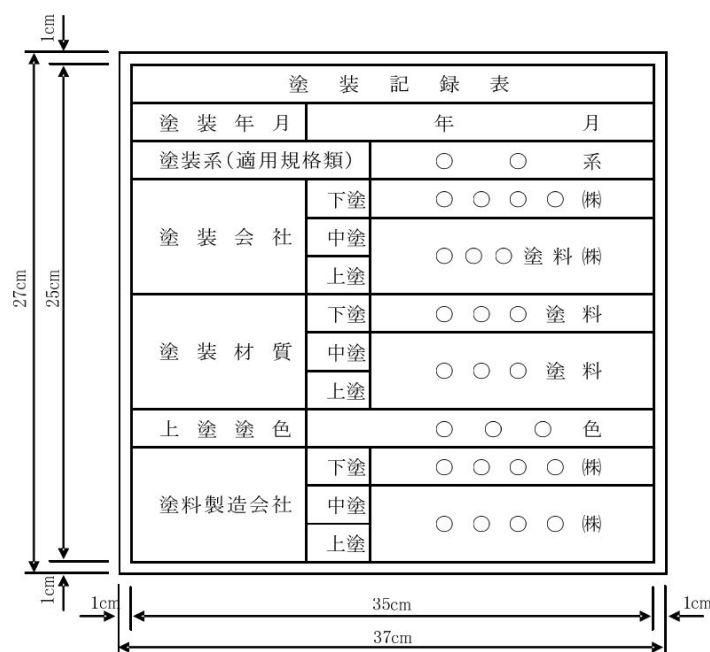 1cm
塗装記録表
塗装年月 年 月
塗装系(適用規格類) ○ ○ 系
塗装会社 下塗 ○○○○㈱
中塗 ○○○塗料㈱
上塗
塗装材質 下塗 ○○○塗料
中塗 ○○○塗料
上塗
上塗塗色 ○○○色
塗料製造会社 下塗 ○○○○㈱
中塗 ○○○○㈱
上塗
27cm
25cm
1cm
1cm 35cm 1cm
37cm